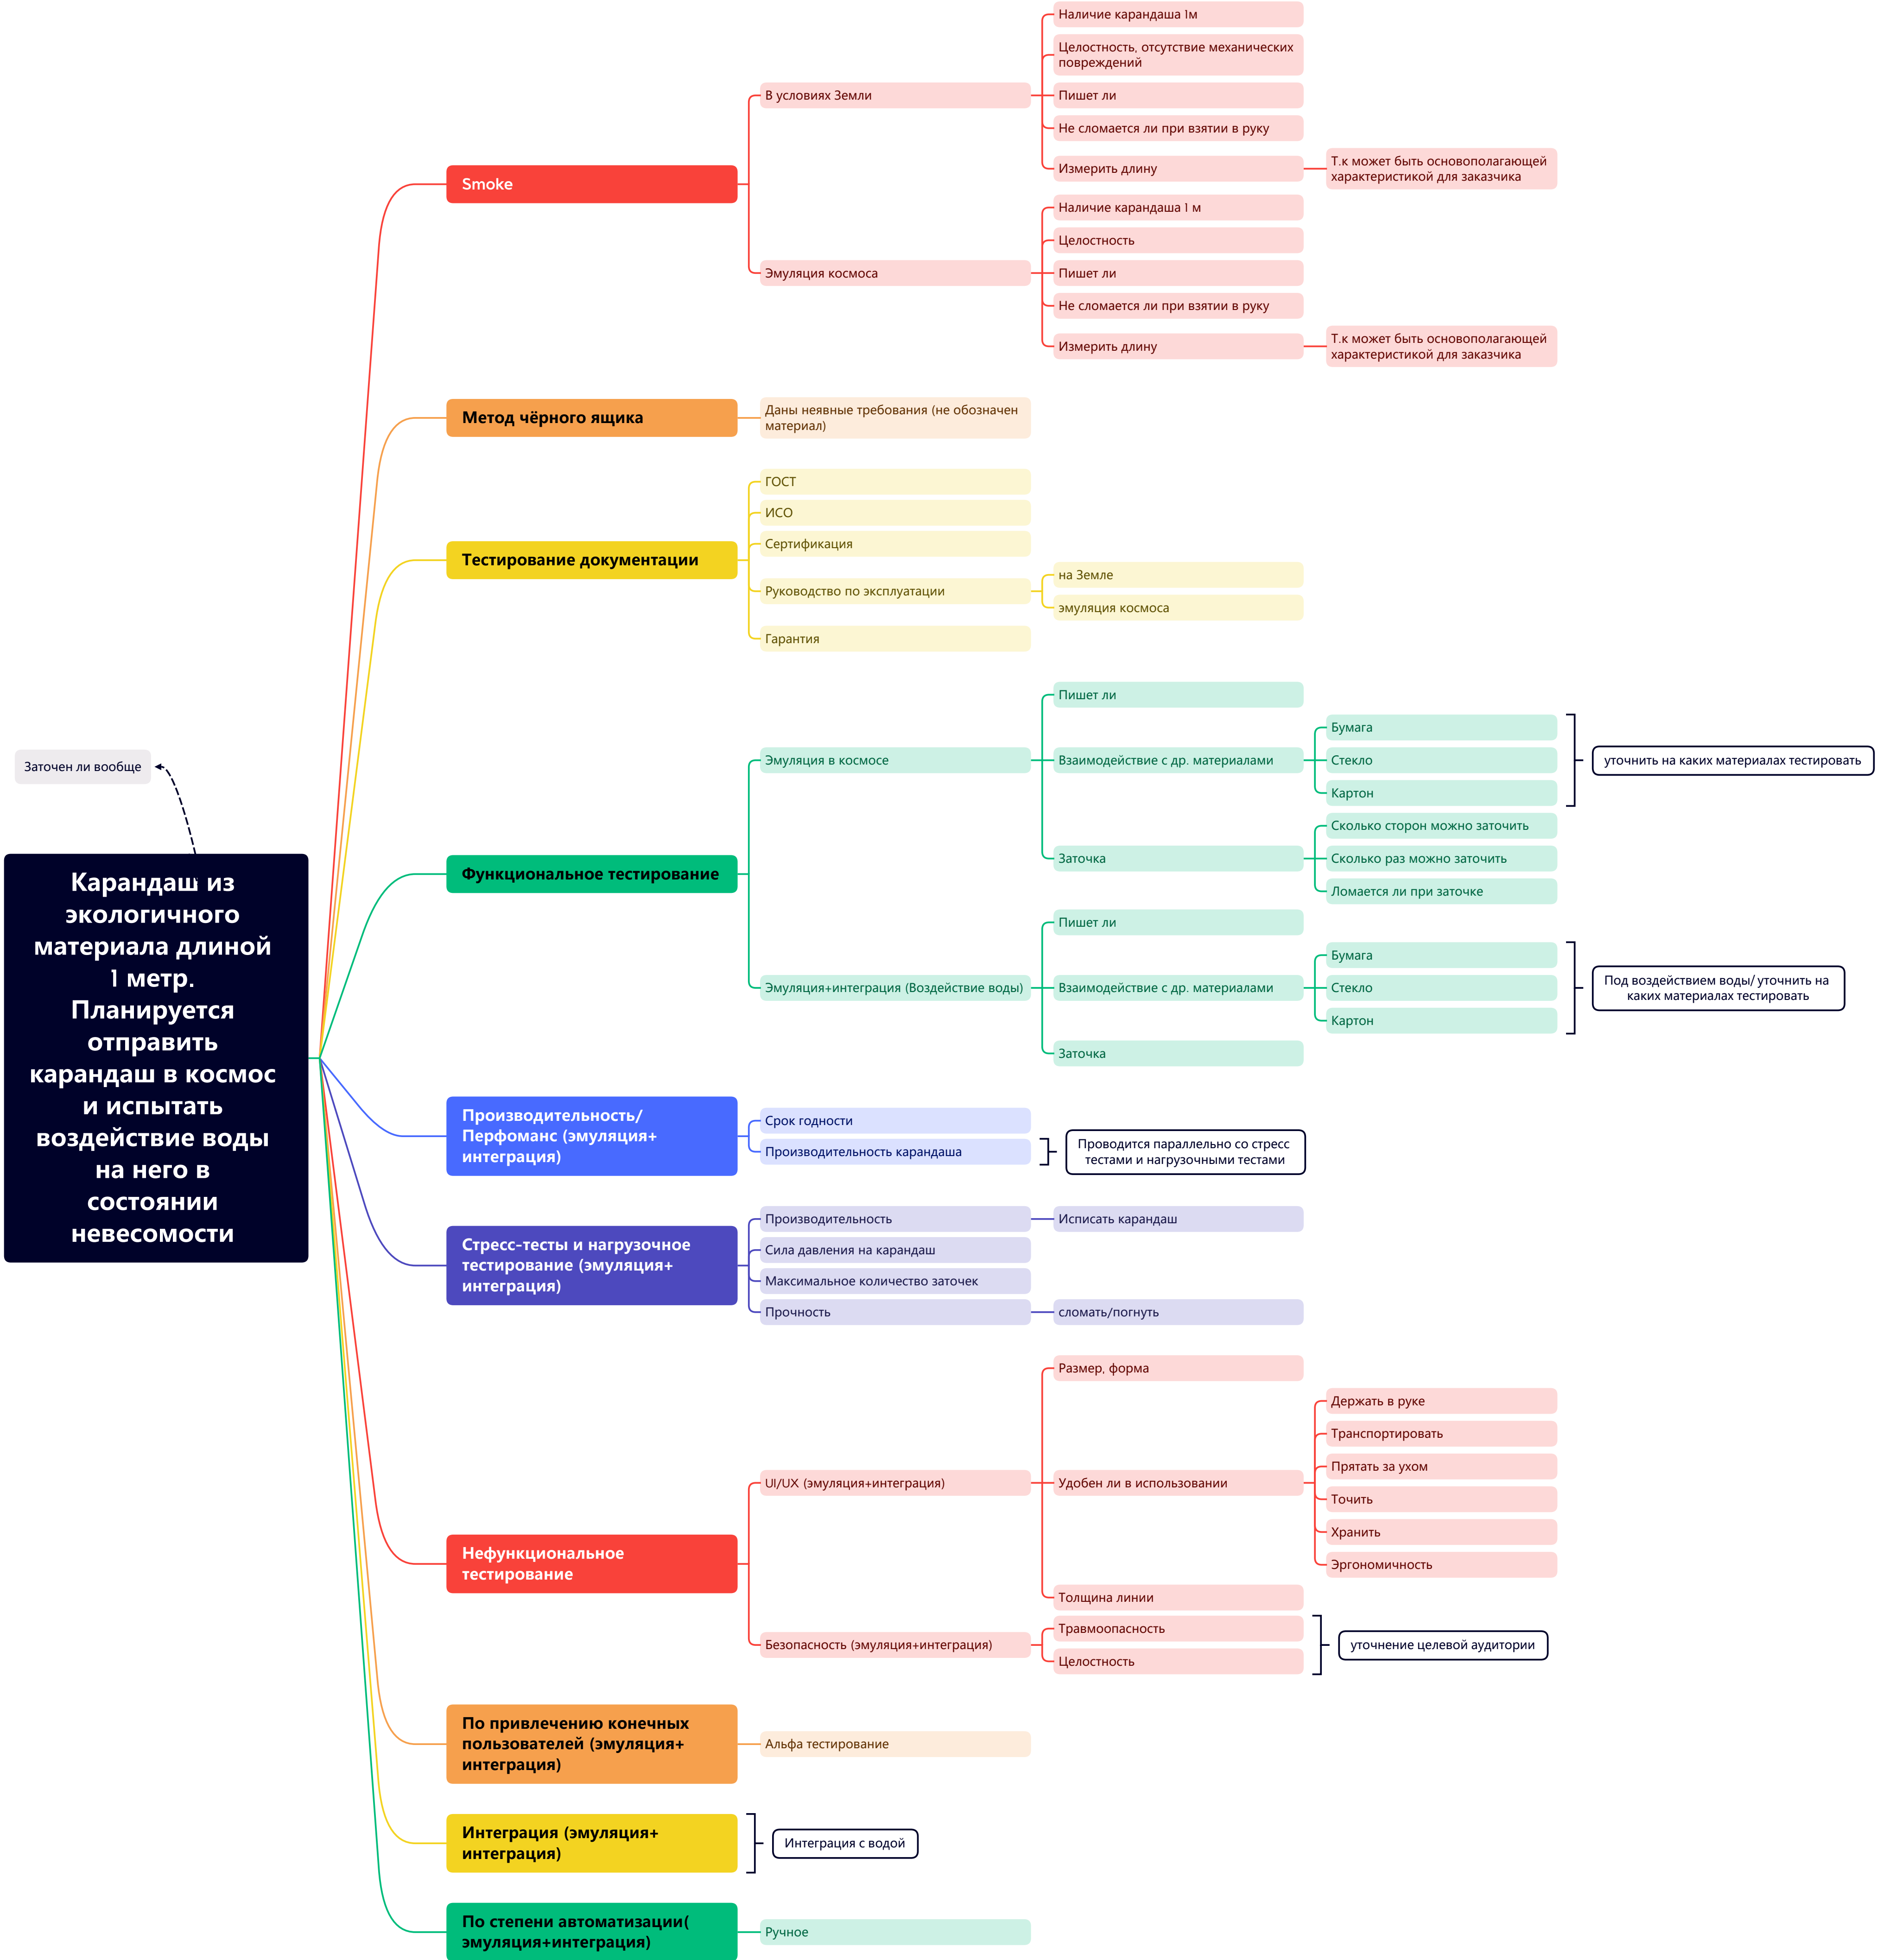 Наличие карандаша 1м
Целостность, отсутствие механических
повреждений
В условиях Земли
Пишет ли
Не сломается ли при взятии в руку
Измерить длину
Т.к может быть основополагающей
характеристикой для заказчика
Smoke
Наличие карандаша 1 м
Целостность
Эмуляция космоса
Пишет ли
Не сломается ли при взятии в руку
Измерить длину
Т.к может быть основополагающей
характеристикой для заказчика
Метод чёрного ящика
Даны неявные требования (не обозначен
материал)
ГОСТ
ИСО
Сертификация
Тестирование документации
Руководство по эксплуатации
на Земле
эмуляция космоса
Гарантия
Заточен ли вообще
Карандаш из
экологичного
материала длиной
1 метр.
Планируется
отправить
карандаш в космос
и испытать
воздействие воды
на него в
состоянии
невесомости
Функциональное тестирование
Эмуляция в космосе
Пишет ли
Взаимодействие с др. материалами
Бумага
Стекло
Картон
уточнить на каких материалах тестировать
Заточка
Сколько сторон можно заточить
Сколько раз можно заточить
Ломается ли при заточке
Эмуляция+интеграция (Воздействие воды)
Пишет ли
Взаимодействие с др. материалами
Бумага
Стекло
Картон
Под воздействием воды/ уточнить на
каких материалах тестировать
Заточка
Производительность/
Перфоманс (эмуляция+
интеграция)
Срок годности
Производительность карандаша
Проводится параллельно со стресс
тестами и нагрузочными тестами
Стресс-тесты и нагрузочное
тестирование (эмуляция+
интеграция)
Производительность
Исписать карандаш
Сила давления на карандаш
Максимальное количество заточек
Прочность
сломать/погнуть
Нефункциональное
тестирование
UI/UX (эмуляция+интеграция)
Размер, форма
Удобен ли в использовании
Держать в руке
Транспортировать
Прятать за ухом
Точить
Хранить
Эргономичность
Толщина линии
Безопасность (эмуляция+интеграция)
Травмоопасность
Целостность
уточнение целевой аудитории
По привлечению конечных
пользователей (эмуляция+
интеграция)
Альфа тестирование
Интеграция (эмуляция+
интеграция)
Интеграция с водой
По степени автоматизации(
эмуляция+интеграция)
Ручное